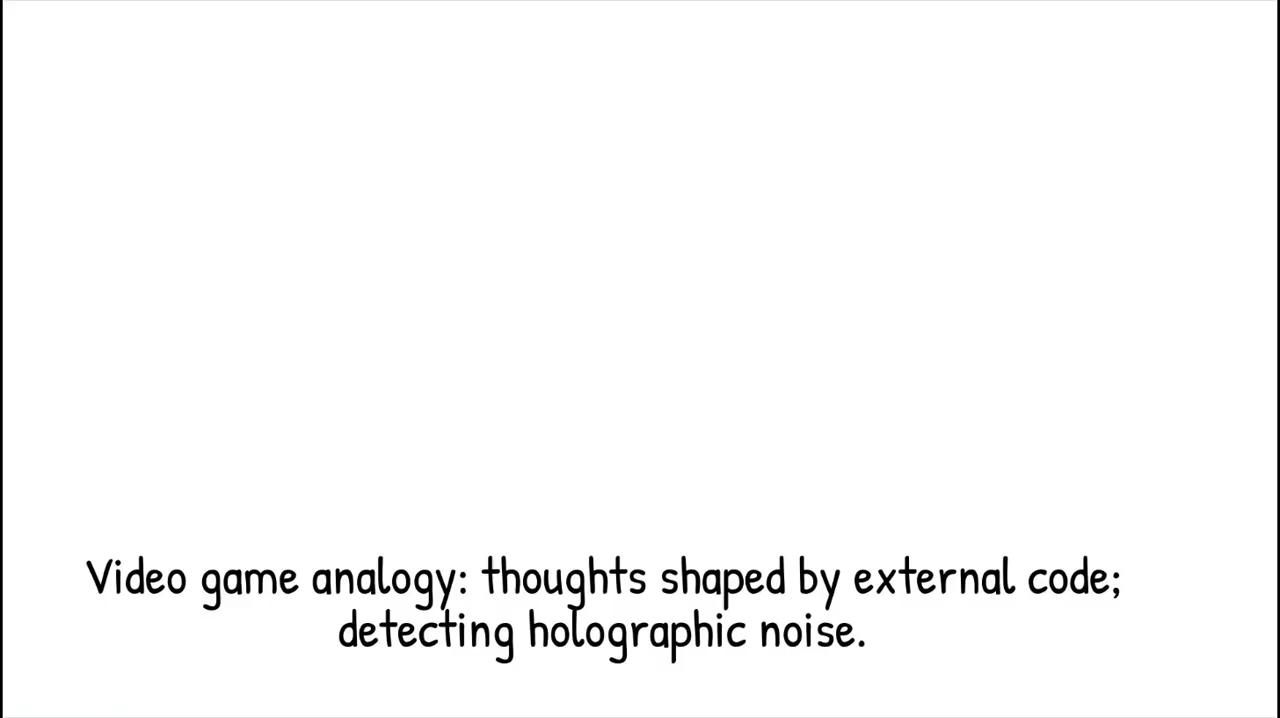 Video game analogy: thoughts shaped by external code;
detecting holographic noise.